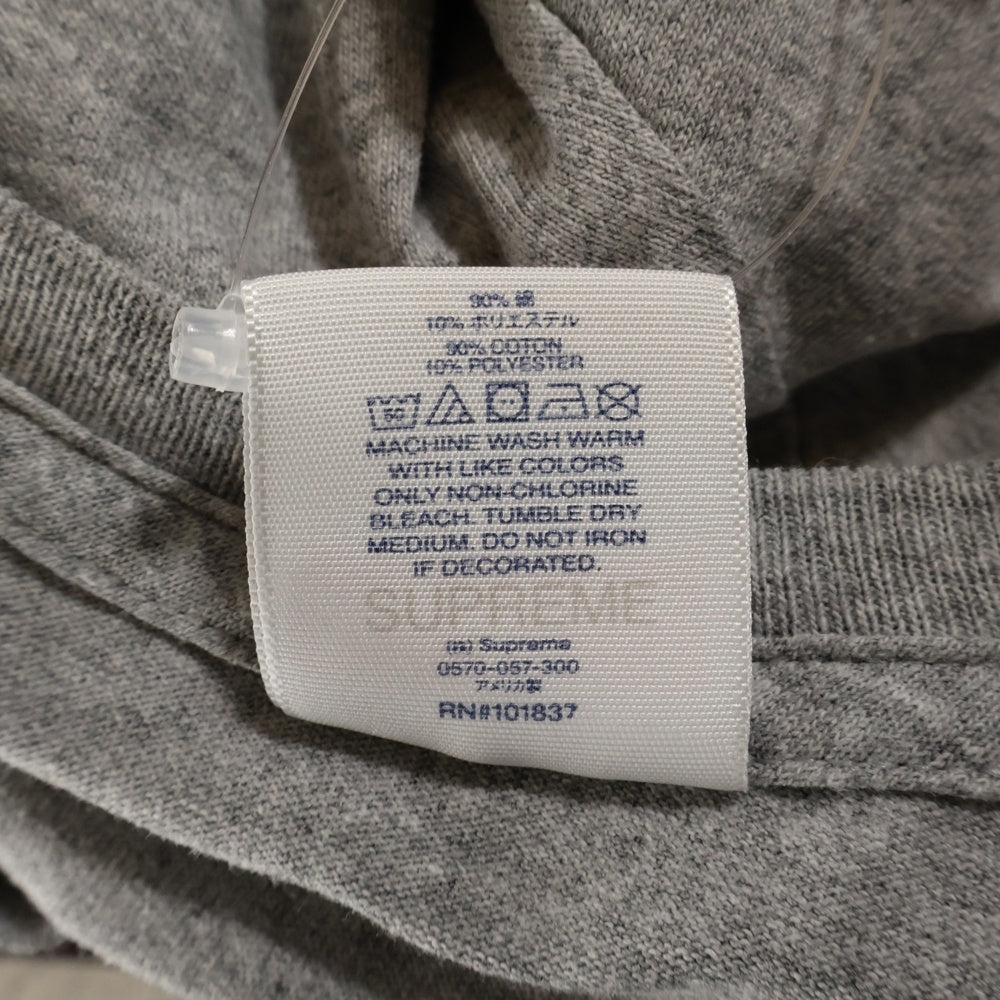 90% 綿
10% ポリエステル
90% COTON
10% POLYESTER
50
MACHINE WASH WARM
WITH LIKE COLORS
ONLY NON-CHLORINE
BLEACH. TUMBLE DRY
MEDIUM. DO NOT IRON
IF DECORATED.
SUPREME
(株) Supreme
0570-057-300
アメリカ製
RN#101837